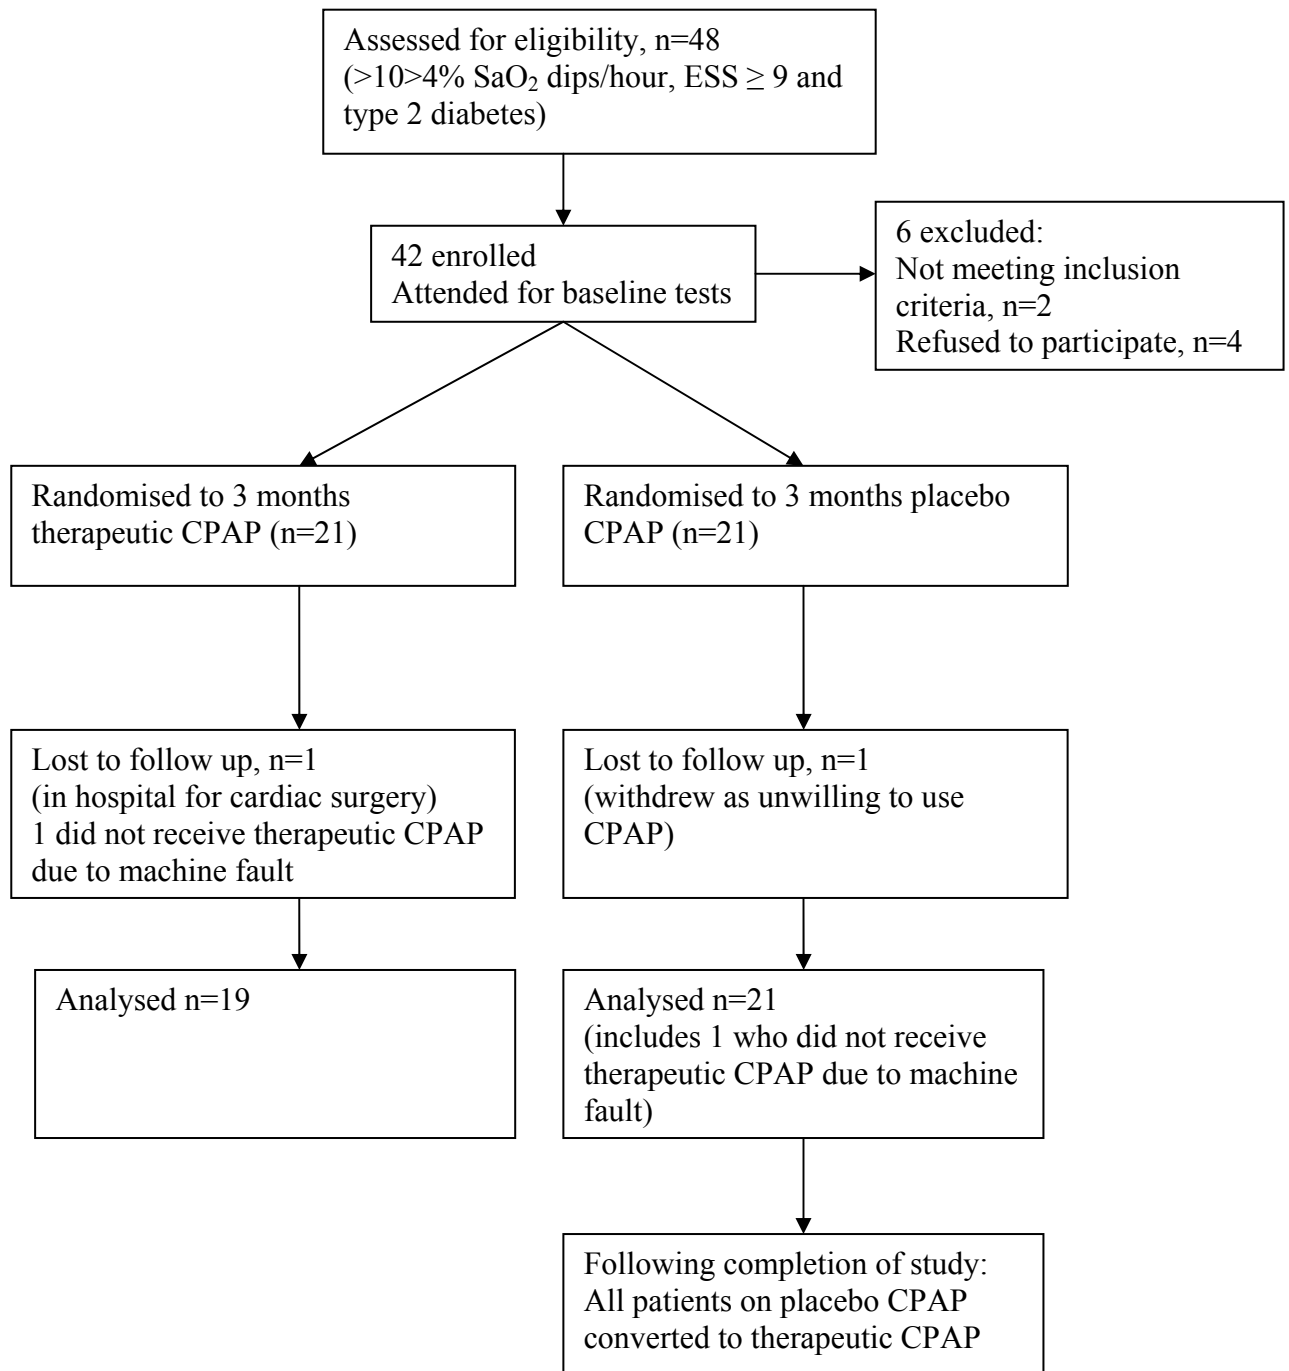 Assessed for eligibility, n=48
(>10>4% SaO₂ dips/hour, ESS ≥ 9 and
type 2 diabetes)
42 enrolled
Attended for baseline tests
6 excluded:
Not meeting inclusion
criteria, n=2
Refused to participate, n=4
Randomised to 3 months
therapeutic CPAP (n=21)
Randomised to 3 months placebo
CPAP (n=21)
Lost to follow up, n=1
(in hospital for cardiac surgery)
1 did not receive therapeutic CPAP
due to machine fault
Lost to follow up, n=1
(withdrew as unwilling to use
CPAP)
Analysed n=19
Analysed n=21
(includes 1 who did not receive
therapeutic CPAP due to machine
fault)
Following completion of study:
All patients on placebo CPAP
converted to therapeutic CPAP